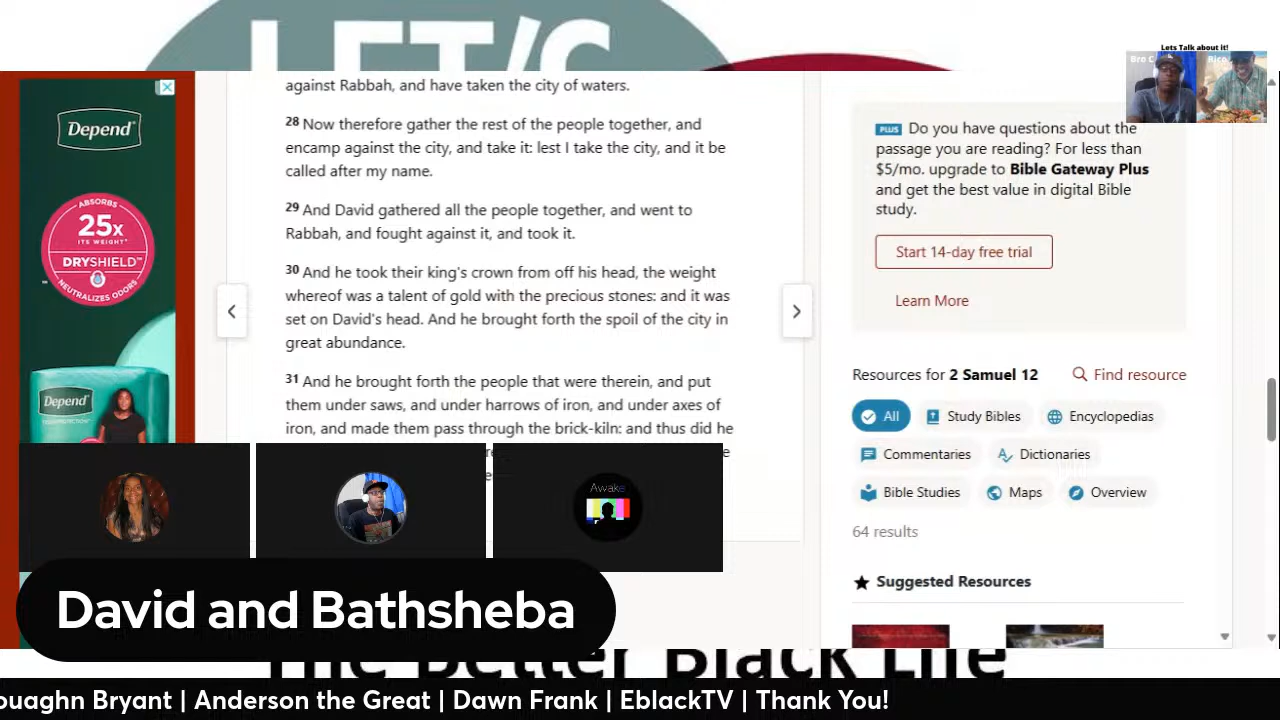 LET'S
Lets Talk about it!
Bro C
Rico
Depend
ABSORBS
25x
ITS WEIGHT*
DRYSHIELD™
NEUTRALIZES ODORS
Depend
against Rabbah, and have taken the city of waters.
28 Now therefore gather the rest of the people together, and
encamp against the city, and take it: lest I take the city, and it be
called after my name.
29 And David gathered all the people together, and went to
Rabbah, and fought against it, and took it.
30 And he took their king's crown from off his head, the weight
whereof was a talent of gold with the precious stones: and it was
set on David's head. And he brought forth the spoil of the city in
great abundance.
31 And he brought forth the people that were therein, and put
them under saws, and under harrows of iron, and under axes of
iron, and made them pass through the brick-kiln: and thus did he
PLUS Do you have questions about the
passage you are reading? For less than
$5/mo. upgrade to Bible Gateway Plus
and get the best value in digital Bible
study.
Start 14-day free trial
Learn More
Resources for 2 Samuel 12
Find resource
All
Study Bibles
Encyclopedias
Commentaries
Dictionaries
Bible Studies
Maps
Overview
64 results
Suggested Resources
Awake
David and Bathsheba
The Better Black Life
ouaghn Bryant | Anderson the Great | Dawn Frank | EblackTV | Thank You!